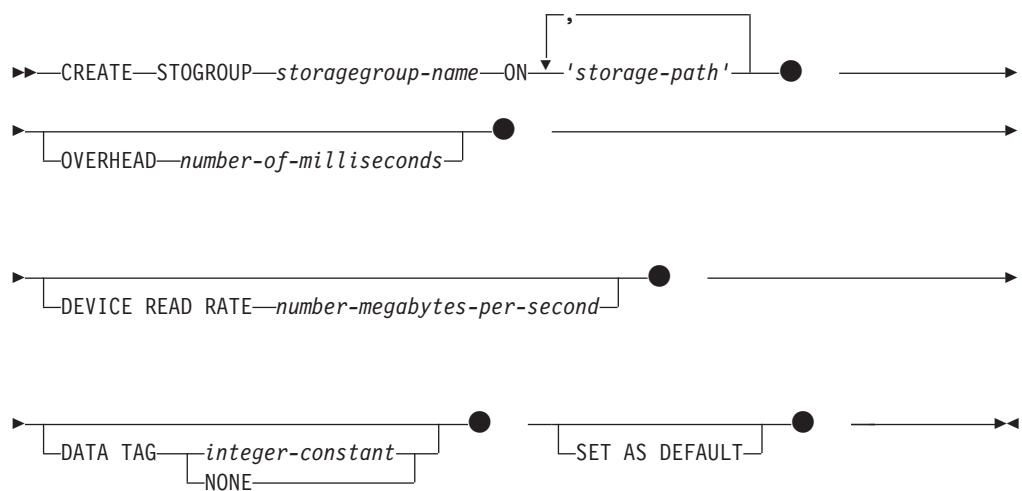 ,
CREATE STOGROUP storagegroup-name ON 'storage-path'
OVERHEAD number-of-milliseconds
DEVICE READ RATE number-megabytes-per-second
DATA TAG integer-constant SET AS DEFAULT
NONE